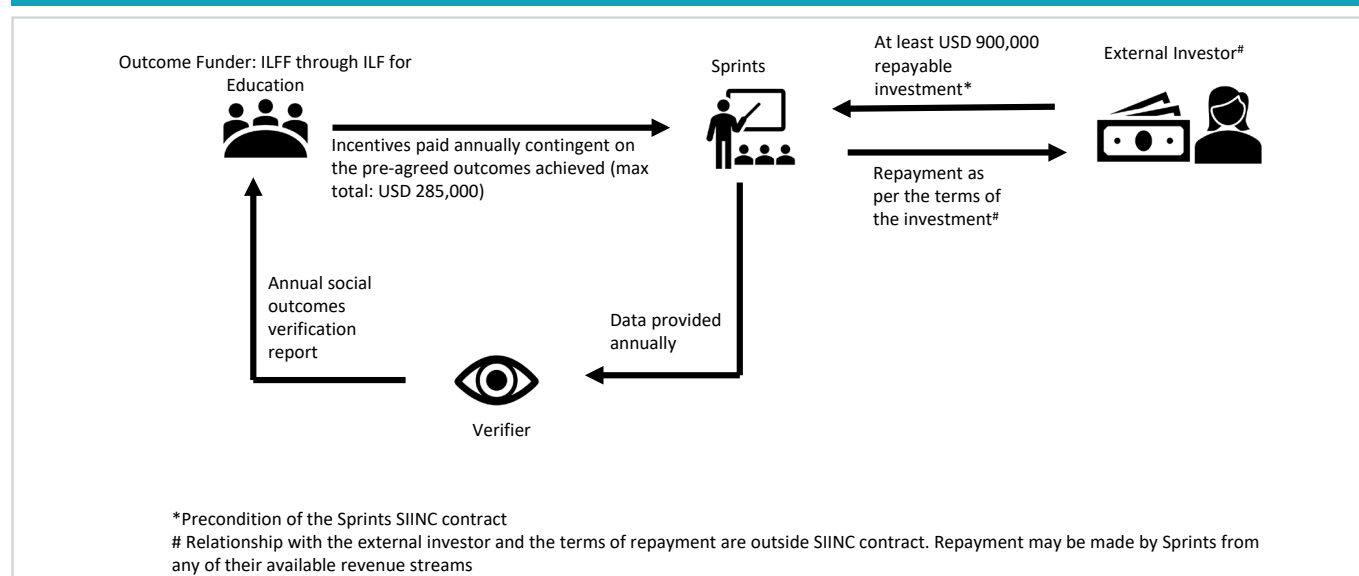 Outcome Funder: ILFF through ILF for
Education
Sprints
At least USD 900,000
repayable
investment*
External Investor#
Incentives paid annually contingent on
the pre-agreed outcomes achieved (max
total: USD 285,000)
Repayment as
per the terms of
the investment#
Annual social
outcomes
verification
report
Data provided
annually
Verifier
*Precondition of the Sprints SIINC contract
# Relationship with the external investor and the terms of repayment are outside SIINC contract. Repayment may be made by Sprints from
any of their available revenue streams